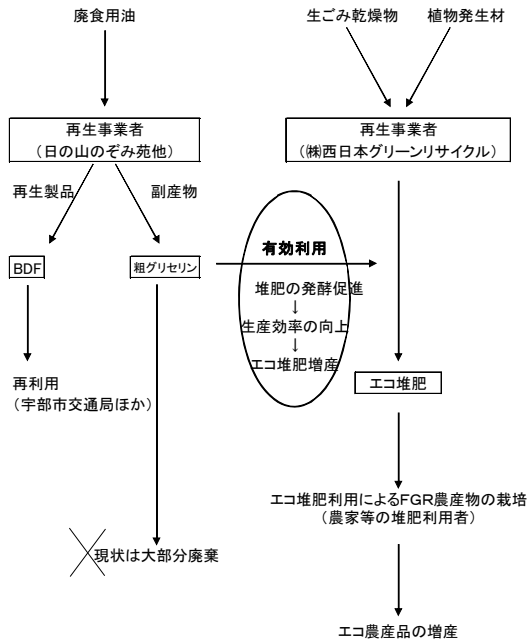 廃食用油
生ごみ乾燥物
植物発生材
再生事業者
（日の山のぞみ苑他）
再生事業者
（㈱西日本グリーンリサイクル）
再生製品
副産物
BDF
粗グリセリン
有効利用
堆肥の発酵促進
↓
生産効率の向上
↓
エコ堆肥増産
再利用
（宇部市交通局ほか）
エコ堆肥
エコ堆肥利用によるFGR農産物の栽培
（農家等の堆肥利用者）
現状は大部分廃棄
エコ農産品の増産